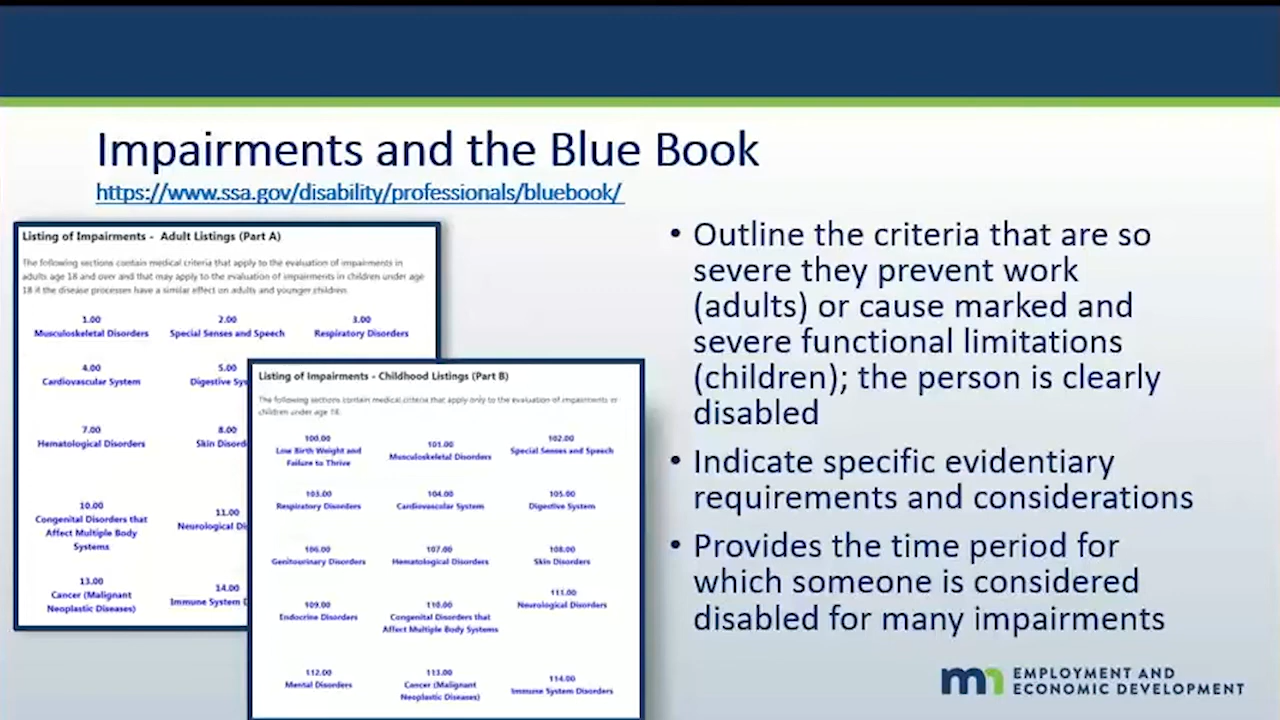 Impairments and the Blue Book
https://www.ssa.gov/disability/professionals/bluebook/
Listing of Impairments - Adult Listings (Part A)
The following sections contain medical criteria that apply to the evaluation of impairments in
adults age 18 and over and that may apply to the evaluation of impairments in children under age
18 if the disease processes have a similar effect on adults and younger children.
1.00
Musculoskeletal Disorders
2.00
Special Senses and Speech
3.00
Respiratory Disorders
4.00
Cardiovascular System
5.00
Digestive Sys
7.00
Hematological Disorders
8.00
Skin Disord
10.00
Congenital Disorders that
Affect Multiple Body
Systems
11.00
Neurological Di
13.00
Cancer (Malignant
Neoplastic Diseases)
14.00
Immune System D
Listing of Impairments - Childhood Listings (Part B)
The following sections contain medical criteria that apply only to the evaluation of impairments or
children under age 18.
100.00
Low Birth Weight and
Failure to Thrive
101.00
Musculoskeletal Disorders
102.00
Special Senses and Speech
103.00
Respiratory Disorders
104.00
Cardiovascular System
105.00
Digestive System
106.00
Genitourinary Disorders
107.00
Hematological Disorders
108.00
Skin Disorders
109.00
Endocrine Disorders
110.00
Congenital Disorders that
Affect Multiple Body Systems
111.00
Neurological Disorders
112.00
Mental Disorders
113.00
Cancer (Malignant
Neoplastic Diseases)
114.00
Immune System Disorders
• Outline the criteria that are so
severe they prevent work
(adults) or cause marked and
severe functional limitations
(children); the person is clearly
disabled
• Indicate specific evidentiary
requirements and considerations
• Provides the time period for
which someone is considered
disabled for many impairments
mn EMPLOYMENT AND
ECONOMIC DEVELOPMENT